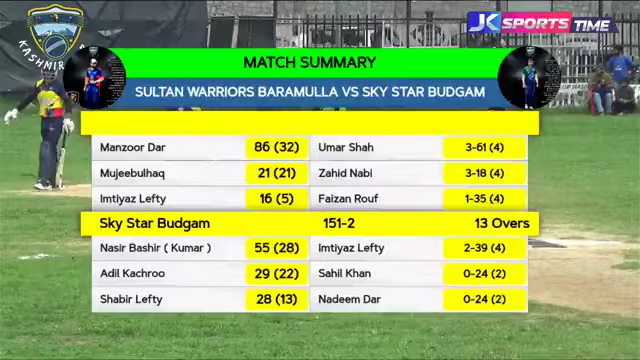 JK SPORTS TIME
KASHMIR
MATCH SUMMARY
SULTAN WARRIORS BARAMULLA VS SKY STAR BUDGAM
Manzoor Dar 86 (32) Umar Shah 3-61 (4)
Mujeebulhaq 21 (21) Zahid Nabi 3-18 (4)
Imtiyaz Lefty 16 (5) Faizan Rouf 1-35 (4)
Sky Star Budgam 151-2 13 Overs
Nasir Bashir ( Kumar ) 55 (28) Imtiyaz Lefty 2-39 (4)
Adil Kachroo 29 (22) Sahil Khan 0-24 (2)
Shabir Lefty 28 (13) Nadeem Dar 0-24 (2)